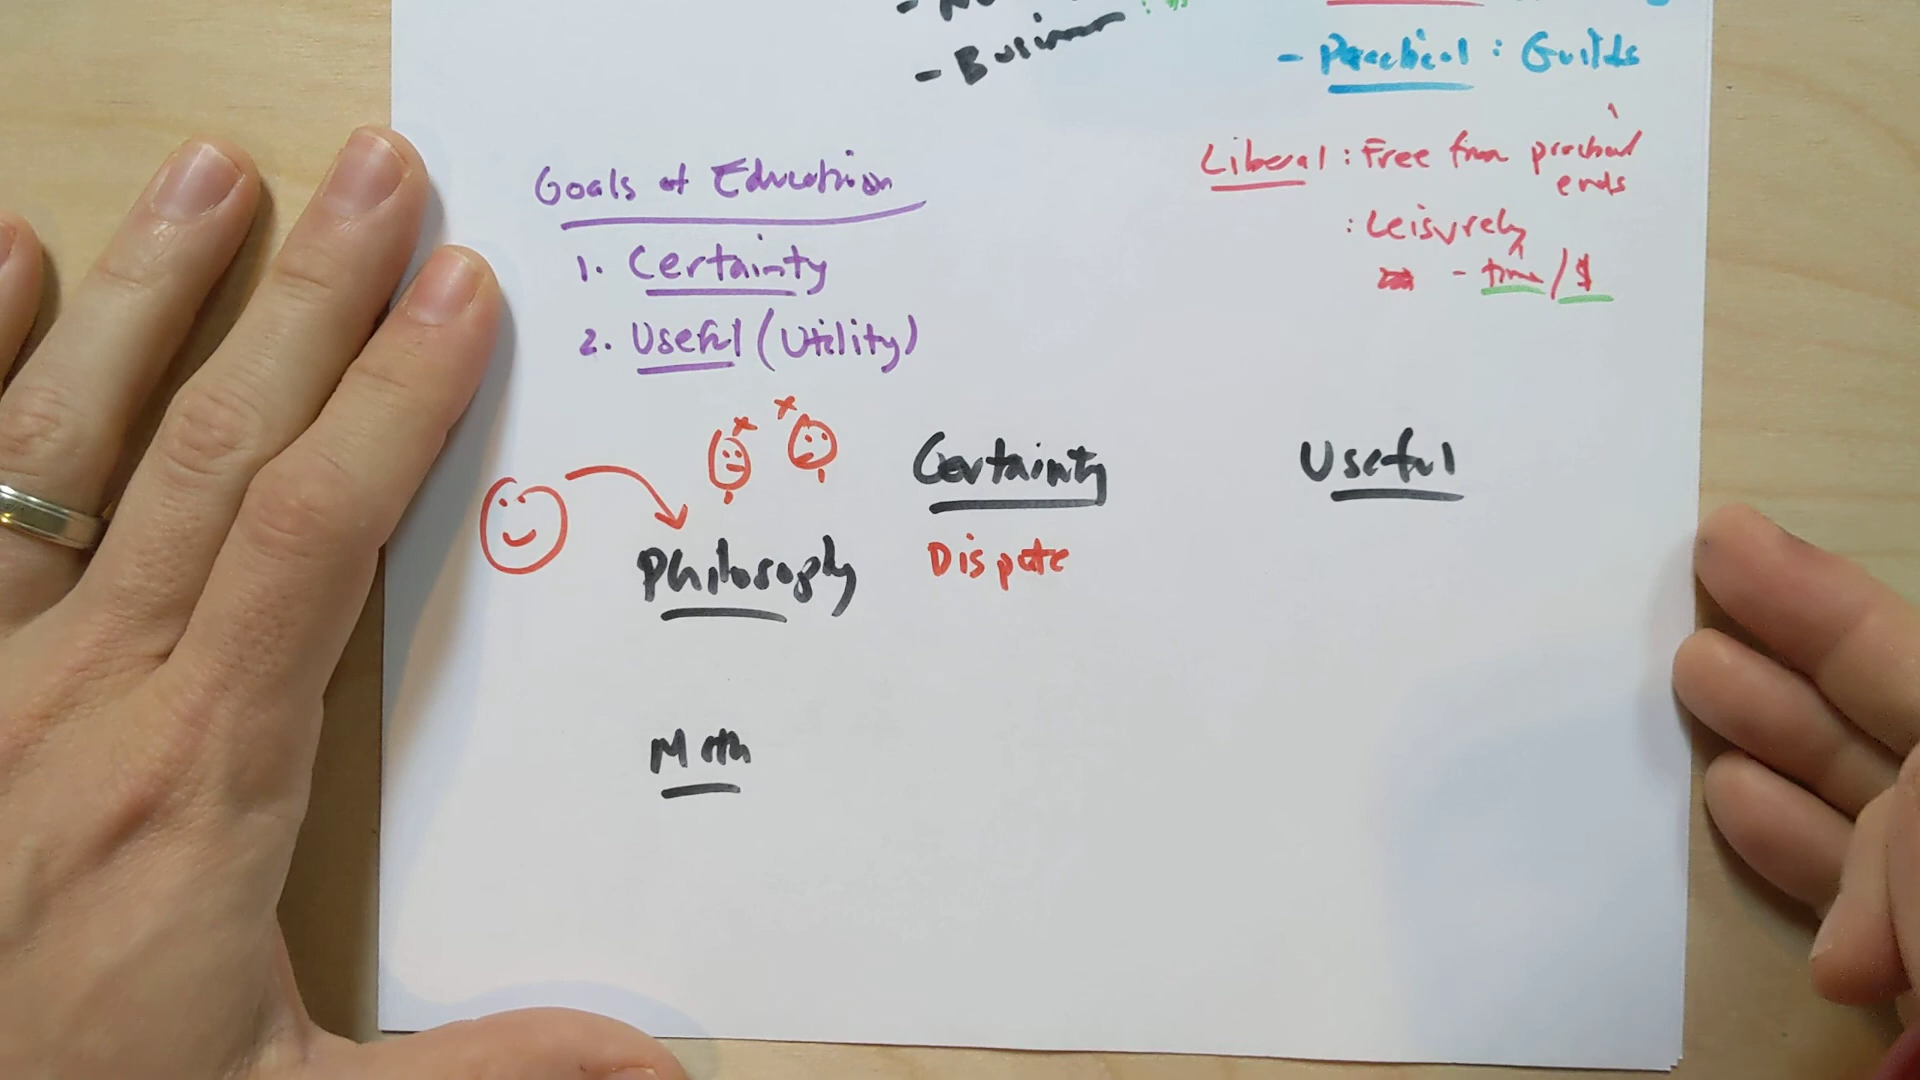 - Business
- Practical : Guilds
Liberal : Free from practical ends
: Leisurely
- time/$
Goals of Education
1. Certainty
2. Useful (Utility)
Certainty
Useful
Philosophy
Dispute
Math